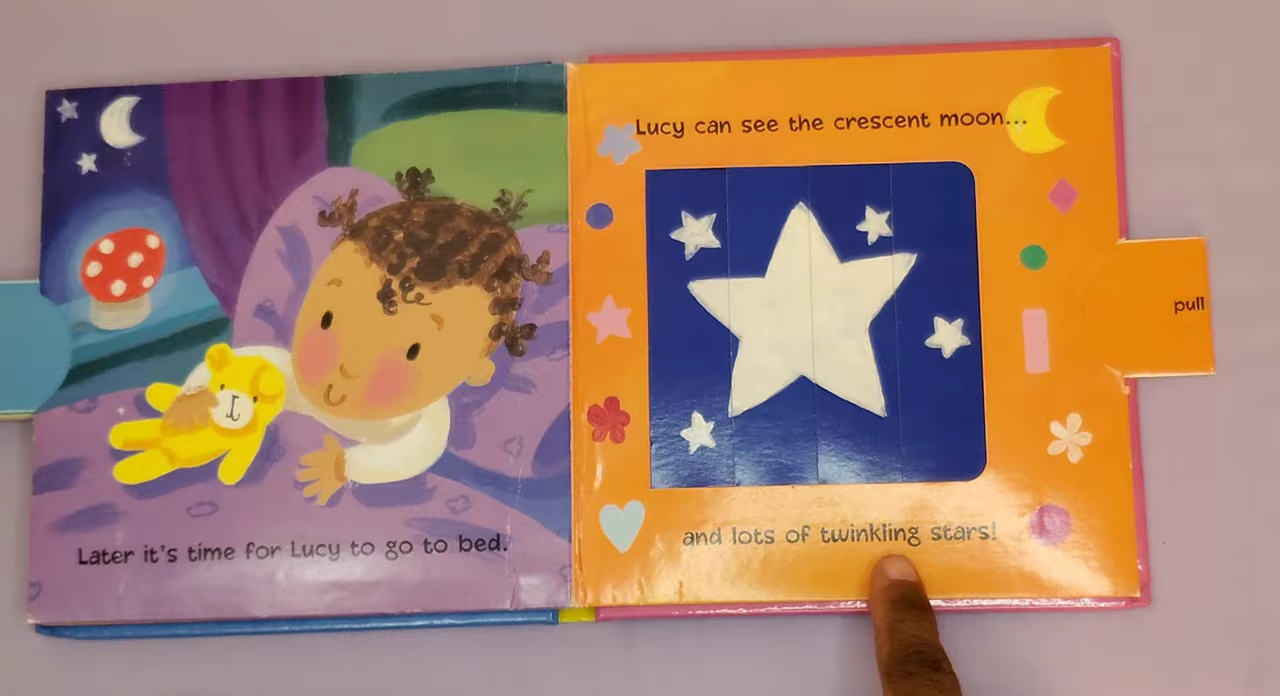 Later it's time for Lucy to go to bed.
Lucy can see the crescent moon...
and lots of twinkling stars!
pull